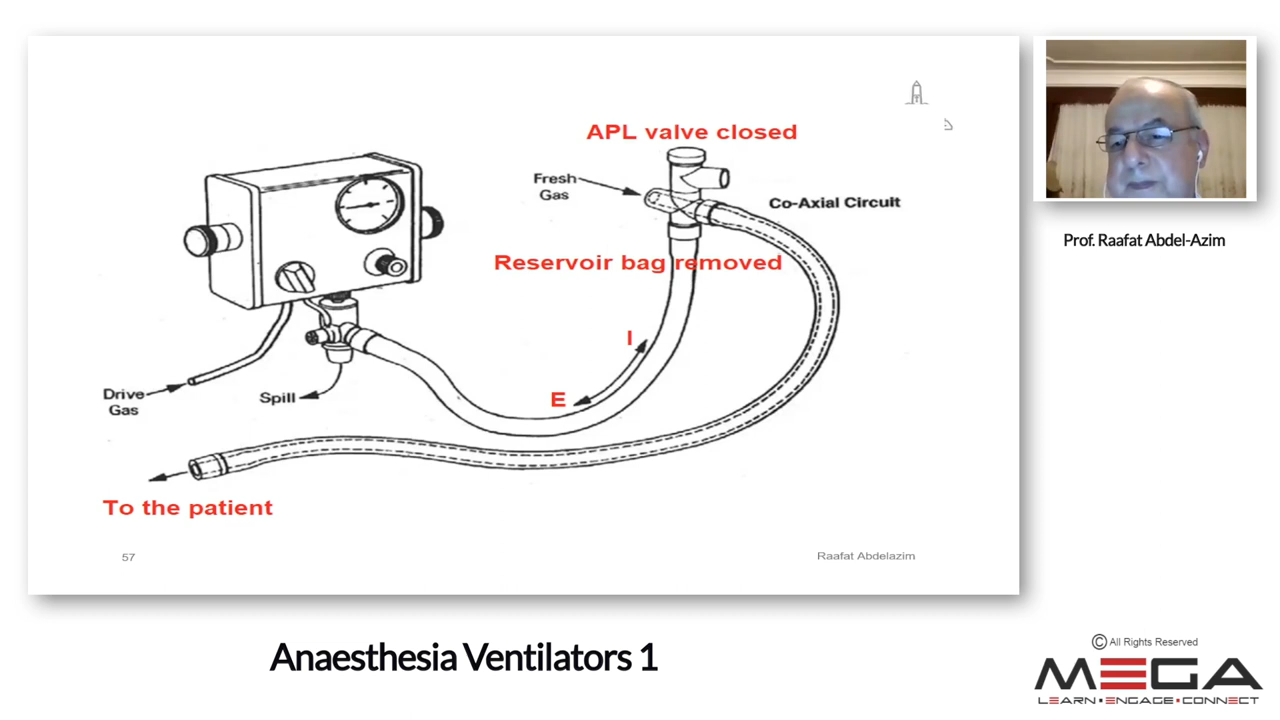 APL valve closed
Fresh
Gas
Co-Axial Circuit
Reservoir bag removed
I
E
Drive
Gas
Spill
To the patient
57
Raafat Abdelazim
Prof. Raafat Abdel-Azim
Anaesthesia Ventilators 1
© All Rights Reserved
MEGA
LEARN•ENGAGE•CONNECT